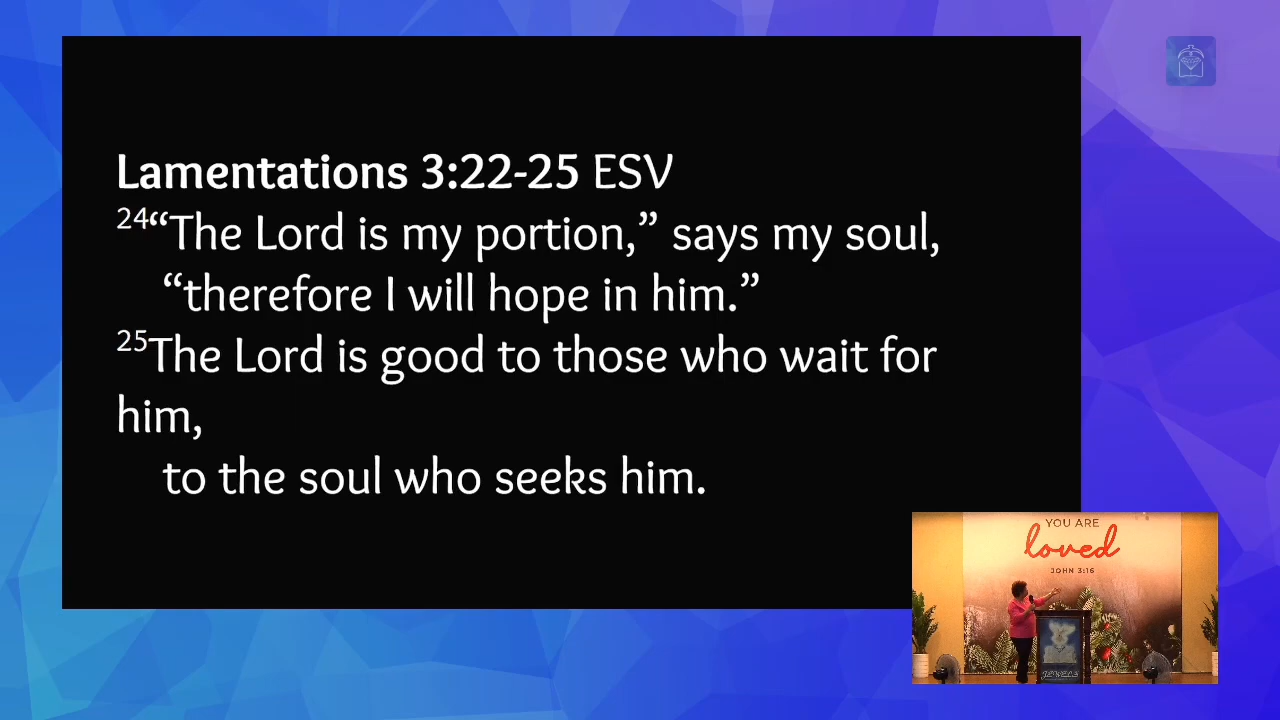 Lamentations 3:22-25 ESV
24“The Lord is my portion,” says my soul,
“therefore I will hope in him.”
25The Lord is good to those who wait for
him,
to the soul who seeks him.
YOU ARE
loved
JOHN 3:16
JEWELS